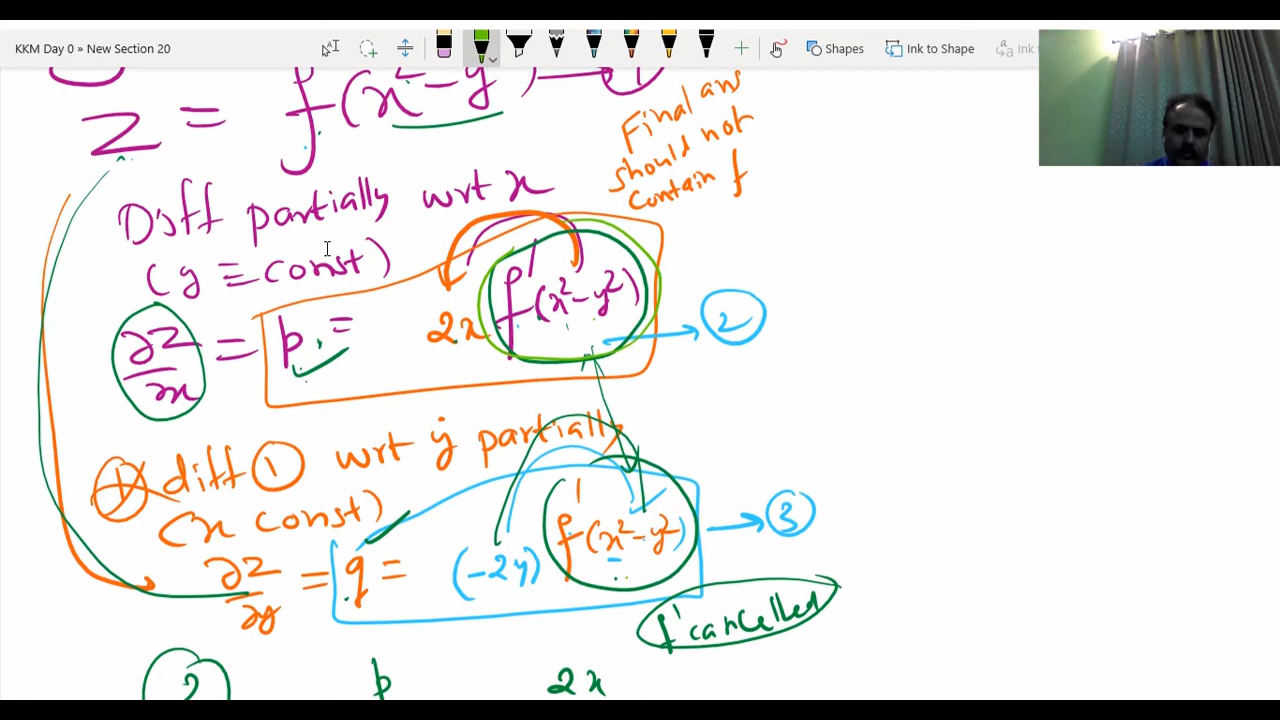 KKM Day 0 » New Section 20
Shapes
Ink to Shape
Ink
z = f(x² - y²) → 1
Final ans
should not
contain f
Diff partially wrt x
(y ≡ const)
∂z/∂x = p = 2x f'(x² - y²) → 2
diff 1 wrt y partially
(x const)
∂z/∂y = q = (-2y) f'(x² - y²) → 3
f' cancelled
2 p 2x